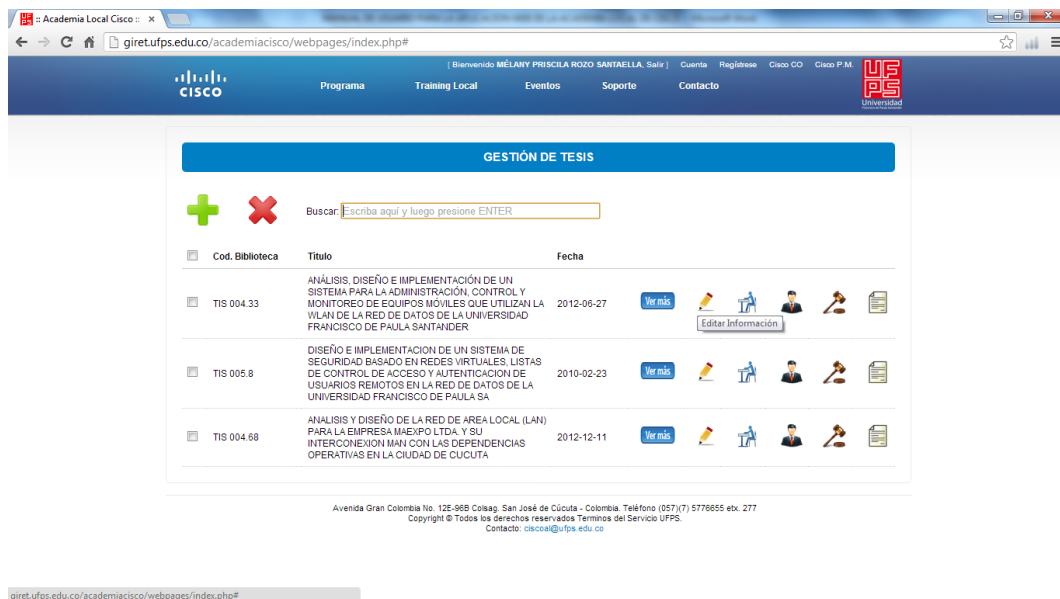 :: Academia Local Cisco ::
giret.ufps.edu.co/academiacisco/webpages/index.php#
[ Bienvenido MÉLANY PRISCILA ROZO SANTAELLA, Salir ] Cuenta Regístrese Cisco CO Cisco P.M.
CISCO
Programa Training Local Eventos Soporte Contacto
UFPS
Universidad
GESTIÓN DE TESIS
Buscar: Escriba aquí y luego presione ENTER
Cod. Biblioteca Titulo Fecha
ANÁLISIS, DISEÑO E IMPLEMENTACIÓN DE UN
SISTEMA PARA LA ADMINISTRACIÓN, CONTROL Y
TIS 004.33 MONITOREO DE EQUIPOS MÓVILES QUE UTILIZAN LA 2012-06-27 Ver más
WLAN DE LA RED DE DATOS DE LA UNIVERSIDAD
FRANCISCO DE PAULA SANTANDER
Editar Información
DISEÑO E IMPLEMENTACION DE UN SISTEMA DE
SEGURIDAD BASADO EN REDES VIRTUALES, LISTAS
TIS 005.8 DE CONTROL DE ACCESO Y AUTENTICACION DE 2010-02-23 Ver más
USUARIOS REMOTOS EN LA RED DE DATOS DE LA
UNIVERSIDAD FRANCISCO DE PAULA SA
ANALISIS Y DISEÑO DE LA RED DE AREA LOCAL (LAN)
PARA LA EMPRESA MAEXPO LTDA. Y SU
TIS 004.68 INTERCONEXION MAN CON LAS DEPENDENCIAS 2012-12-11 Ver más
OPERATIVAS EN LA CIUDAD DE CUCUTA
Avenida Gran Colombia No. 12E-96B Colsag. San José de Cúcuta - Colombia. Teléfono (057)(7) 5776655 etx. 277
Copyright © Todos los derechos reservados Terminos del Servicio UFPS.
Contacto: ciscoal@ufps.edu.co
giret.ufps.edu.co/academiacisco/webpages/index.php#